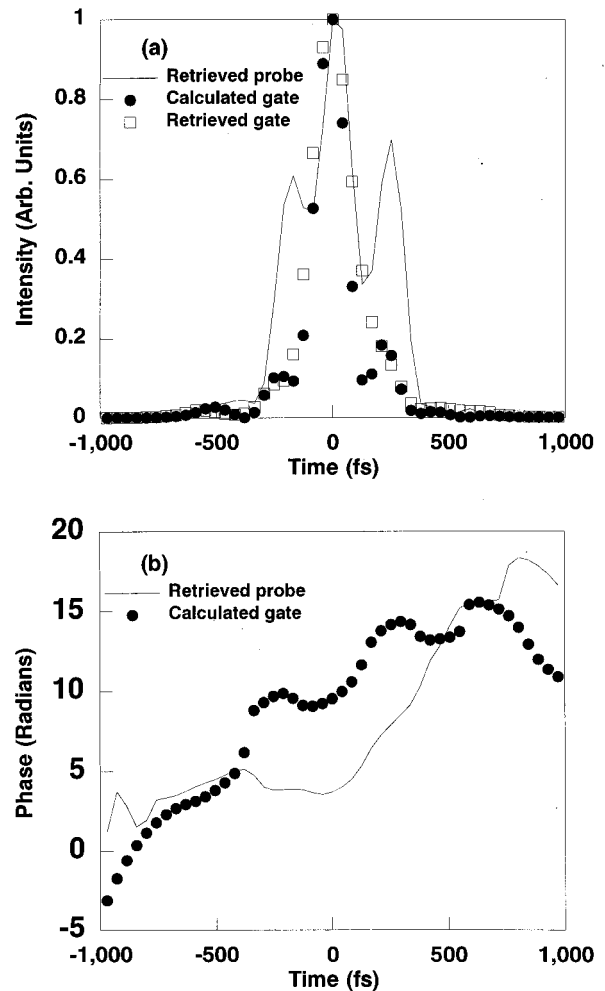 (a)
Retrieved probe
Calculated gate
Retrieved gate
Intensity (Arb. Units)
1
0.8
0.6
0.4
0.2
0
-1,000
-500
0
500
1,000
Time (fs)
(b)
Retrieved probe
Calculated gate
Phase (Radians)
20
15
10
5
0
-5
-1,000
-500
0
500
1,000
Time (fs)